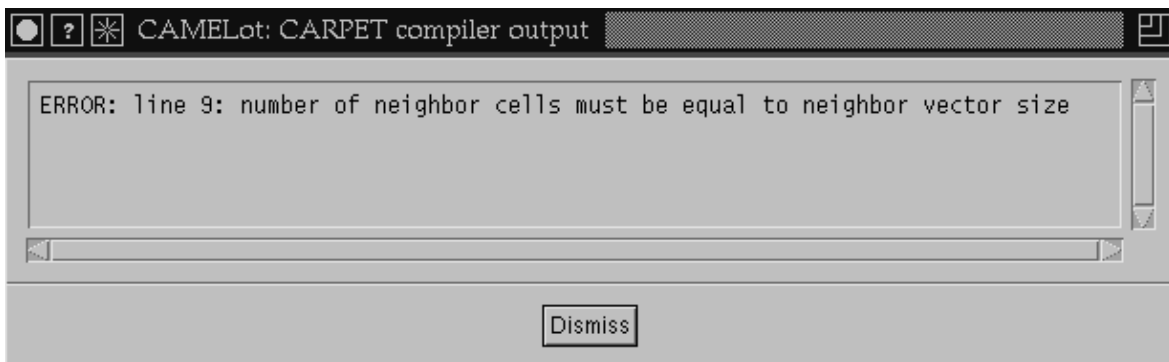 ? CAMELot: CARPET compiler output
ERROR: line 9: number of neighbor cells must be equal to neighbor vector size
Dismiss